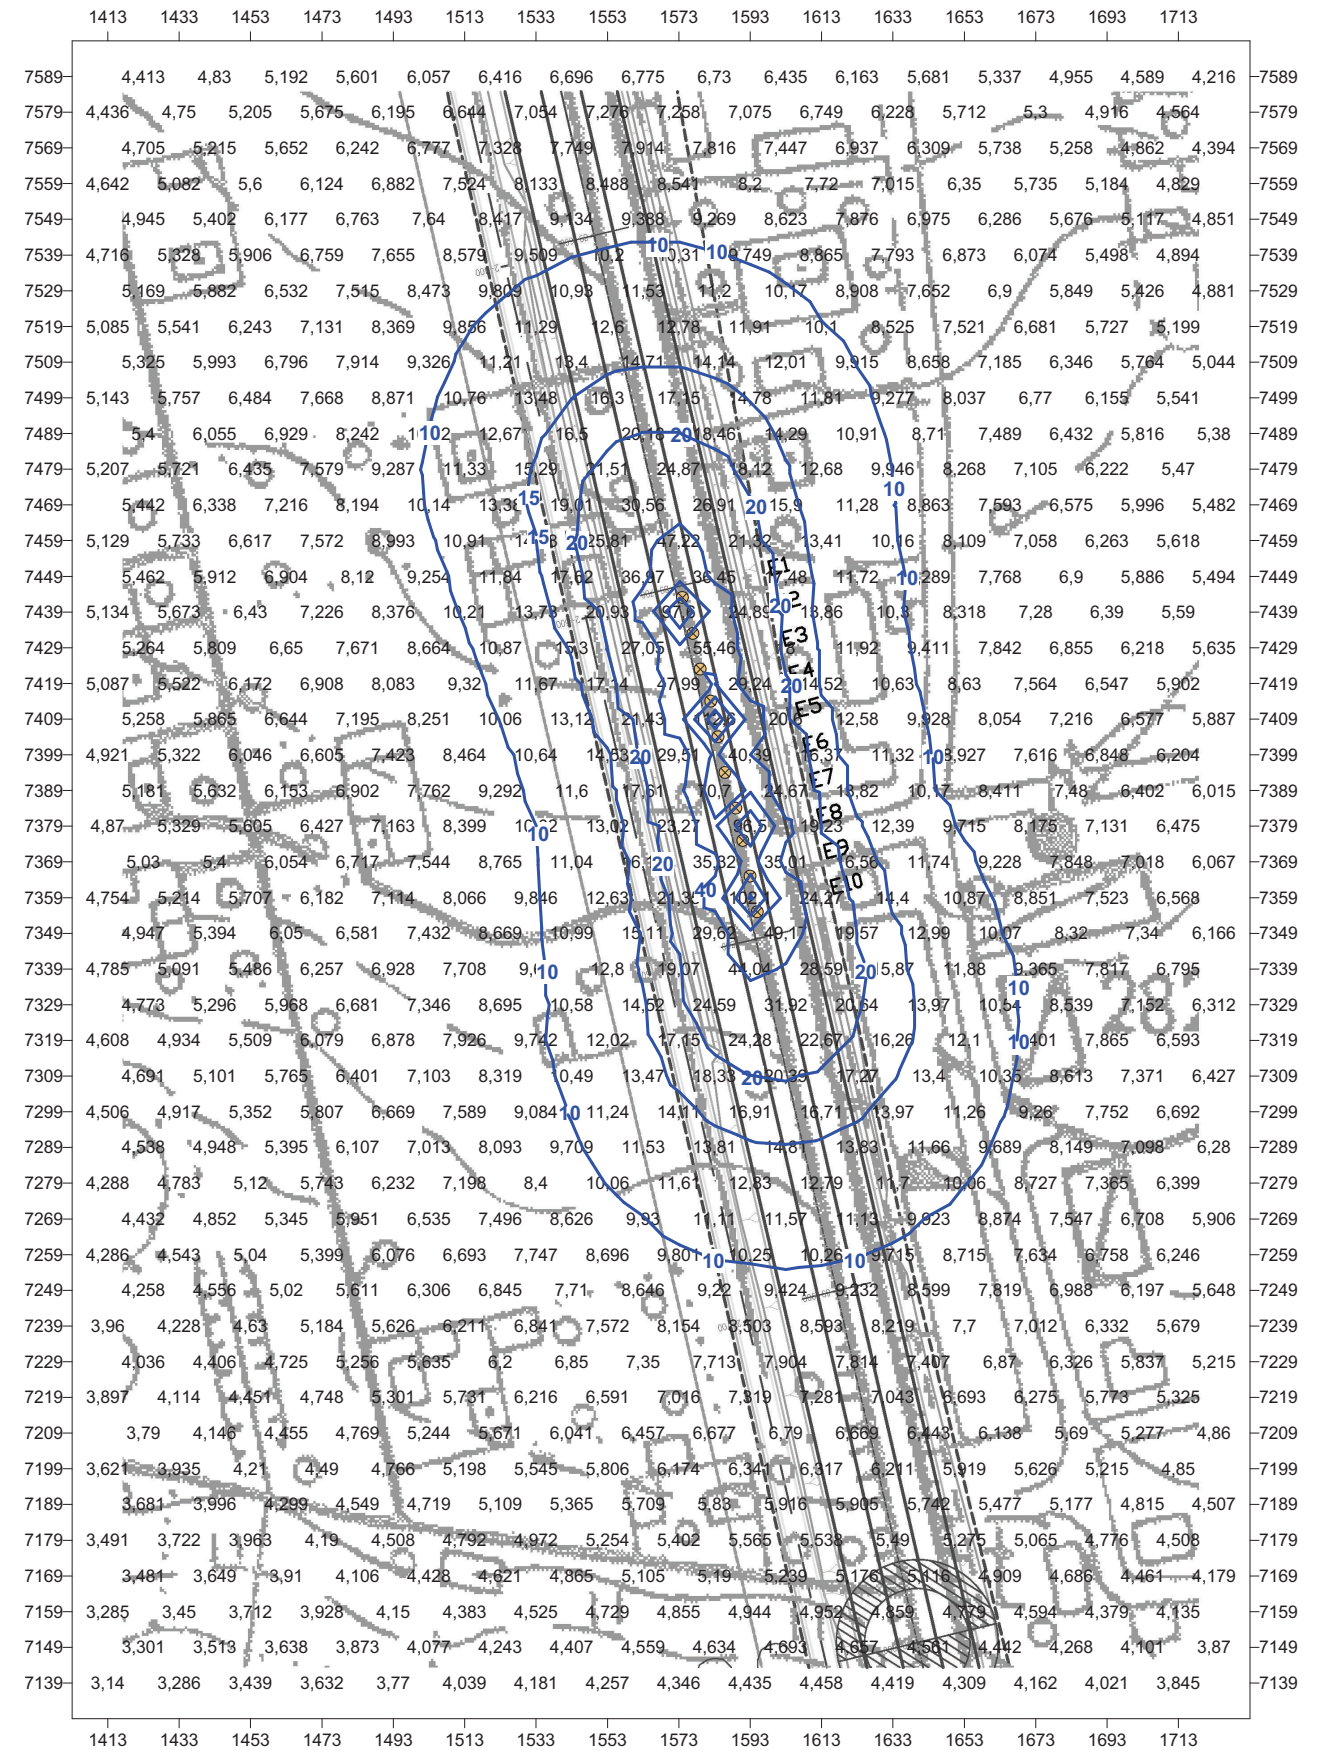 1413 1433 1453 1473 1493 1513 1533 1553 1573 1593 1613 1633 1653 1673 1693 1713
7589 4,413 4,83 5,192 5,601 6,057 6,416 6,696 6,775 6,73 6,435 6,163 5,681 5,337 4,955 4,589 4,216 7589
7579 4,436 4,75 5,205 5,675 6,195 6,644 7,054 7,276 7,258 7,075 6,749 6,228 5,712 5,3 4,916 4,564 7579
7569 4,705 5,215 5,652 6,242 6,777 7,328 7,749 7,914 7,816 7,447 6,937 6,309 5,738 5,258 4,862 4,394 7569
7559 4,642 5,082 5,6 6,124 6,882 7,524 8,133 8,488 8,541 8,2 7,72 7,015 6,35 5,735 5,184 4,829 7559
7549 4,945 5,402 6,177 6,763 7,64 8,417 9,134 9,388 9,269 8,623 7,876 6,975 6,286 5,676 5,117 4,851 7549
7539 4,716 5,328 5,906 6,759 7,655 8,579 9,509 10,2 10 10,31 10 9,749 8,865 7,793 6,873 6,074 5,498 4,894 7539
7529 5,169 5,882 6,532 7,515 8,473 9,809 10,93 11,53 11,2 10,17 8,908 7,652 6,9 5,849 5,426 4,881 7529
7519 5,085 5,541 6,243 7,131 8,369 9,856 11,29 12,6 12,78 11,91 10,1 8,525 7,521 6,681 5,727 5,199 7519
7509 5,325 5,993 6,796 7,914 9,326 11,21 13,4 14,71 14,14 12,01 9,915 8,658 7,185 6,346 5,764 5,044 7509
7499 5,143 5,757 6,484 7,668 8,871 10,76 13,48 16,3 17,15 14,78 11,81 9,277 8,037 6,77 6,155 5,541 7499
7489 5,4 6,055 6,929 8,242 10 12,67 16,5 20,18 20 18,46 14,29 10,91 8,71 7,489 6,432 5,816 5,38 7489
7479 5,207 5,721 6,435 7,579 9,287 11,33 15,29 21,51 24,87 18,12 12,68 9,946 8,268 7,105 6,222 5,47 7479
7469 5,442 6,338 7,216 8,194 10,14 13,38 15 19,01 30,56 26,91 20 15,9 11,28 10 8,863 7,593 6,575 5,996 5,482 7469
7459 5,129 5,733 6,617 7,572 8,993 10,91 15 20 25,81 47,22 21,32 13,41 10,16 8,109 7,058 6,263 5,618 7459
E1
7449 5,462 5,912 6,904 8,12 9,254 11,84 17,62 36,97 36,45 17,48 11,72 10 7,768 6,9 5,886 5,494 7449
7439 5,134 5,673 6,43 7,226 8,376 10,21 13,73 20,93 97,6 24,89 20 13,86 10,3 8,318 7,28 6,39 5,59 7439
E3
7429 5,264 5,809 6,65 7,671 8,664 10,87 15,3 27,05 55,46 11,92 9,411 7,842 6,855 6,218 5,635 7429
E4
7419 5,087 5,522 6,172 6,908 8,083 9,32 11,67 17,14 47,99 29,24 20 14,52 10,63 8,63 7,564 6,547 5,902 7419
E5
7409 5,258 5,865 6,644 7,195 8,251 10,06 13,12 21,43 20,6 12,58 9,928 8,054 7,216 6,577 5,887 7409
E6
7399 4,921 5,322 6,046 6,605 7,423 8,464 10,64 14,53 20 29,51 40,39 16,37 11,32 10 8,927 7,616 6,848 6,204 7399
E7
7389 5,181 5,632 6,153 6,902 7,762 9,292 11,6 17,61 24,67 13,82 10,17 8,411 7,48 6,402 6,015 7389
E8
7379 4,87 5,329 5,605 6,427 7,163 8,399 10 13,02 23,27 96,5 19,23 12,39 9,715 8,175 7,131 6,475 7379
E9
7369 5,03 5,4 6,054 6,717 7,544 8,765 11,04 20 35,32 35,01 16,56 11,74 9,228 7,848 7,018 6,067 7369
E10
7359 4,754 5,214 5,707 6,182 7,114 8,066 9,846 12,63 40 24,27 14,4 10,87 8,851 7,523 6,568 7359
7349 4,947 5,394 6,05 6,581 7,432 8,669 10,99 15,11 29,62 49,17 19,57 12,99 10,07 8,32 7,34 6,166 7349
7339 4,785 5,091 5,486 6,257 6,928 7,708 10 12,8 19,07 44,04 28,59 20 15,87 11,88 9,365 7,817 6,795 7339
10
7329 4,773 5,296 5,968 6,681 7,346 8,695 10,58 14,52 24,59 31,92 20,64 13,97 10,54 8,539 7,152 6,312 7329
28
7319 4,608 4,934 5,509 6,079 6,878 7,926 9,742 12,02 17,15 24,28 22,67 16,26 12,1 10 7,865 6,593 7319
7309 4,691 5,101 5,765 6,401 7,103 8,319 10,49 13,47 18,33 20 20,39 17,27 13,4 10,35 8,613 7,371 6,427 7309
7299 4,506 4,917 5,352 5,807 6,669 7,589 9,084 10 11,24 14,11 16,91 16,71 13,97 11,26 9,26 7,752 6,692 7299
7289 4,538 4,948 5,395 6,107 7,013 8,093 9,709 11,53 13,81 14,81 13,83 11,66 9,689 8,149 7,098 6,28 7289
7279 4,288 4,783 5,12 5,743 6,232 7,198 8,4 10,06 11,61 12,83 12,79 11,7 10,06 8,727 7,365 6,399 7279
7269 4,432 4,852 5,345 5,951 6,535 7,496 8,626 9,93 11,11 11,57 11,13 9,923 8,874 7,547 6,708 5,906 7269
7259 4,286 4,543 5,04 5,399 6,076 6,693 7,747 8,696 9,801 10 10,25 10,26 10 9,715 8,715 7,634 6,758 6,246 7259
7249 4,258 4,556 5,02 5,611 6,306 6,845 7,71 8,646 9,22 9,424 9,232 8,599 7,819 6,988 6,197 5,648 7249
7239 3,96 4,228 4,63 5,184 5,626 6,211 6,841 7,572 8,154 8,503 8,593 8,219 7,7 7,012 6,332 5,679 7239
7229 4,036 4,406 4,725 5,256 5,635 6,2 6,85 7,35 7,713 7,904 7,814 7,407 6,87 6,326 5,837 5,215 7229
7219 3,897 4,114 4,451 4,748 5,301 5,731 6,216 6,591 7,016 7,319 7,281 7,043 6,693 6,275 5,773 5,325 7219
7209 3,79 4,146 4,455 4,769 5,244 5,671 6,041 6,457 6,677 6,79 6,669 6,443 6,138 5,69 5,277 4,86 7209
7199 3,621 3,935 4,21 4,49 4,766 5,198 5,545 5,806 6,174 6,341 6,317 6,211 5,919 5,626 5,215 4,85 7199
7189 3,681 3,996 4,299 4,549 4,719 5,109 5,365 5,709 5,83 5,916 5,905 5,742 5,477 5,177 4,815 4,507 7189
7179 3,491 3,722 3,963 4,19 4,508 4,792 4,972 5,254 5,402 5,565 5,538 5,49 5,275 5,065 4,776 4,508 7179
7169 3,481 3,649 3,91 4,106 4,428 4,621 4,865 5,105 5,19 5,239 5,176 5,116 4,909 4,686 4,461 4,179 7169
7159 3,285 3,45 3,712 3,928 4,15 4,383 4,525 4,729 4,855 4,944 4,952 4,859 4,779 4,594 4,379 4,135 7159
7149 3,301 3,513 3,638 3,873 4,077 4,243 4,407 4,559 4,634 4,693 4,657 4,561 4,442 4,268 4,101 3,87 7149
7139 3,14 3,286 3,439 3,632 3,77 4,039 4,181 4,257 4,346 4,435 4,458 4,419 4,309 4,162 4,021 3,845 7139
1413 1433 1453 1473 1493 1513 1533 1553 1573 1593 1613 1633 1653 1673 1693 1713